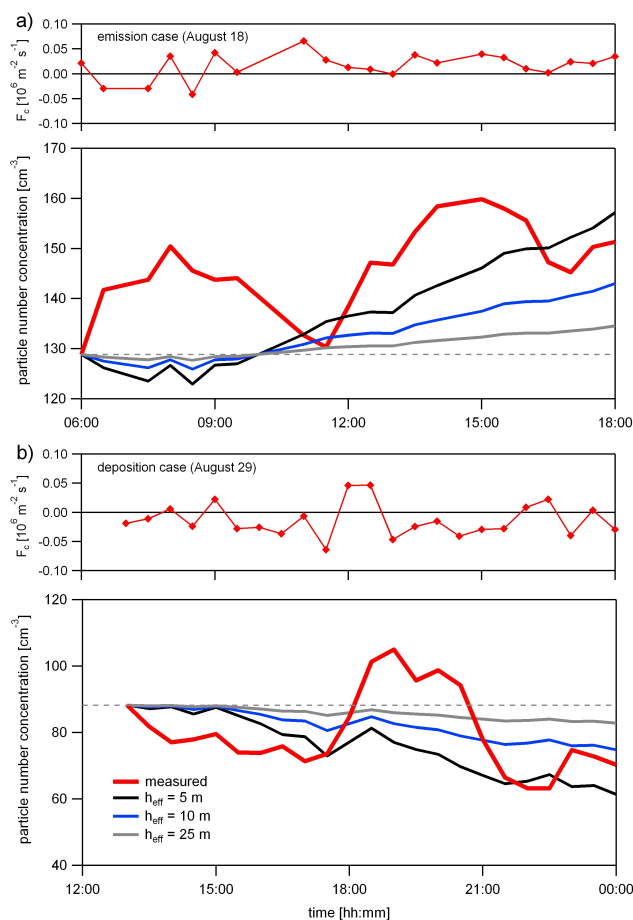 a)
emission case (August 18)
F_c [10^6 m^-2 s^-1]
0.10
0.05
0.00
-0.05
-0.10
particle number concentration [cm^-3]
170
160
150
140
130
120
06:00 09:00 12:00 15:00 18:00
b)
deposition case (August 29)
F_c [10^6 m^-2 s^-1]
0.10
0.05
0.00
-0.05
-0.10
particle number concentration [cm^-3]
120
100
80
60
40
measured
h_eff = 5 m
h_eff = 10 m
h_eff = 25 m
12:00 15:00 18:00 21:00 00:00
time [hh:mm]